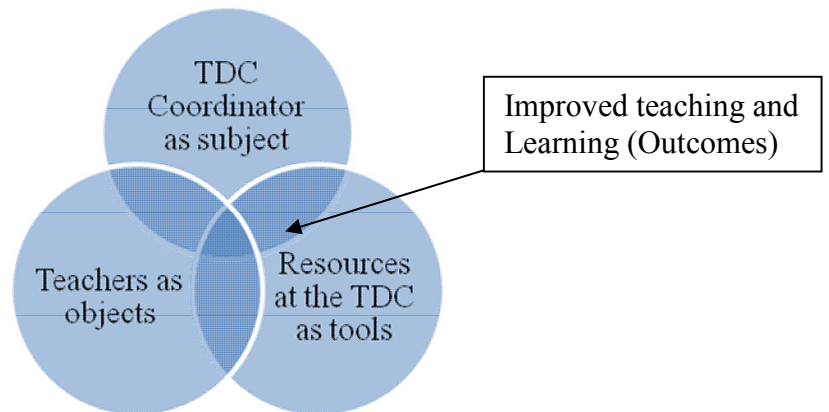 TDC
Coordinator
as subject
Improved teaching and
Learning (Outcomes)
Teachers as
objects
Resources
at the TDC
as tools